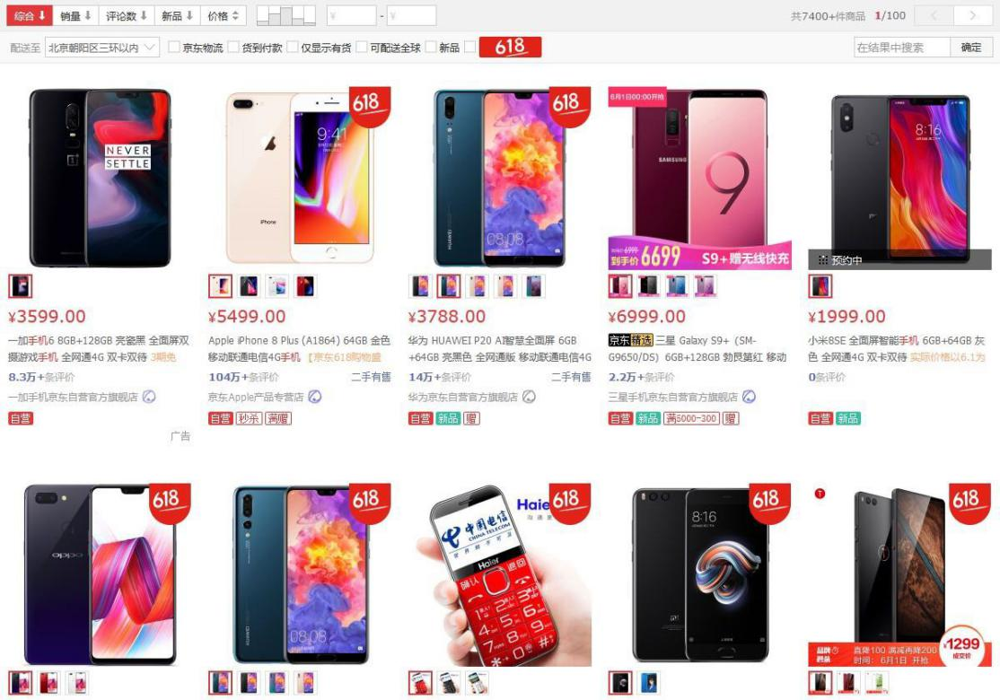 综合 销量 评论数 新品 价格 ¥ - ¥ 共7400+件商品 1/100
配送至 北京朝阳区三环以内 京东物流 货到付款 仅显示有货 可配送全球 新品 618 在结果中搜索 确定
NEVER
SETTLE
618
9:41
iPhone
618
08:08
HUAWEI
6月1日00:00开抢
SAMSUNG
9
6999
到手价 6699 S9+赠无线快充
8:16
预约中
¥3599.00
一加手机6 8GB+128GB 亮瓷黑 全面屏双
摄游戏手机 全网通4G 双卡双待 3期免
8.3万+条评价
一加手机京东自营官方旗舰店
自营
广告
¥5499.00
Apple iPhone 8 Plus (A1864) 64GB 金色
移动联通电信4G手机 【京东618购物盛
104万+条评价 二手有售
京东Apple产品专营店
自营 秒杀 满赠
¥3788.00
华为 HUAWEI P20 AI智慧全面屏 6GB
+64GB 亮黑色 全网通版 移动联通电信4G
14万+条评价 二手有售
华为京东自营官方旗舰店
自营 新品 赠
¥6999.00
京东精选 三星 Galaxy S9+（SM-
G9650/DS）6GB+128GB 勃艮第红 移动
2.2万+条评价
三星手机京东自营官方旗舰店
自营 新品 满5000-300 赠
¥1999.00
小米8SE 全面屏智能手机 6GB+64GB 灰
色 全网通4G 双卡双待 实际价格以6.1为
0条评价
自营 新品
618
oppo
618
08:08
HUAWEI
618
Haier
中国电信
CHINA TELECOM
世界触手可及
Haier
确认 返回
618
8:16
618
直降100 满减再降200
时间： 6月1日 开抢
¥1299
成交价